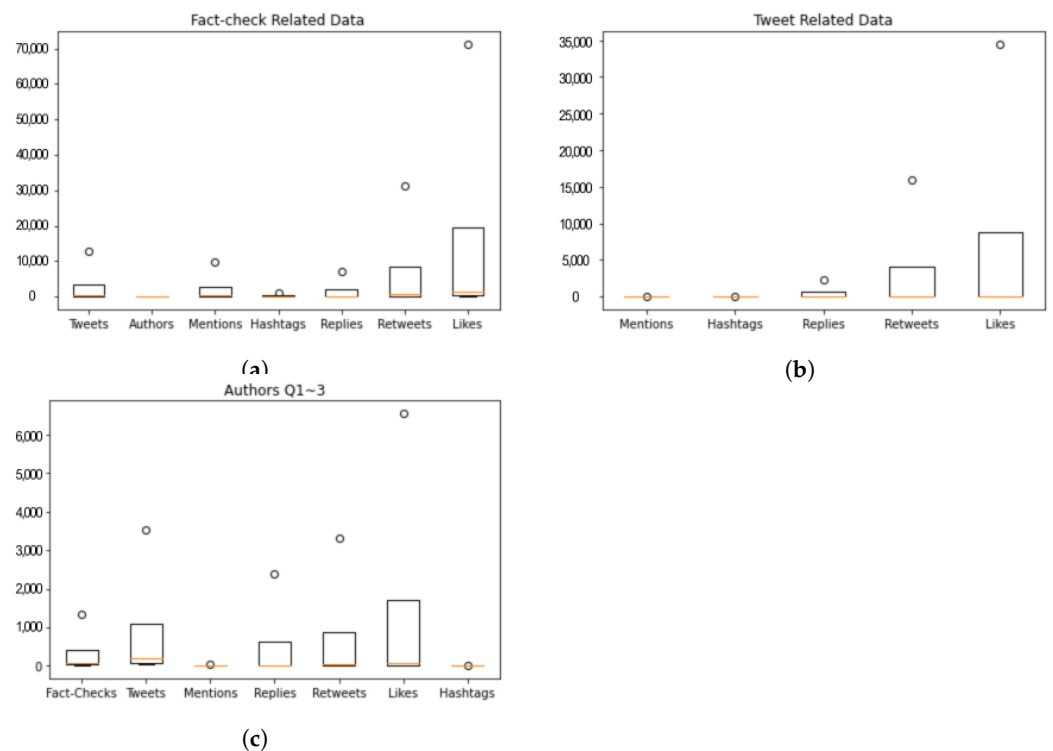 Fact-check Related Data
70,000
60,000
50,000
40,000
30,000
20,000
10,000
0
Tweets Authors Mentions Hashtags Replies Retweets Likes
(a)
Tweet Related Data
35,000
30,000
25,000
20,000
15,000
10,000
5,000
0
Mentions Hashtags Replies Retweets Likes
(b)
Authors Q1~3
6,000
5,000
4,000
3,000
2,000
1,000
0
Fact-Checks Tweets Mentions Replies Retweets Likes Hashtags
(c)